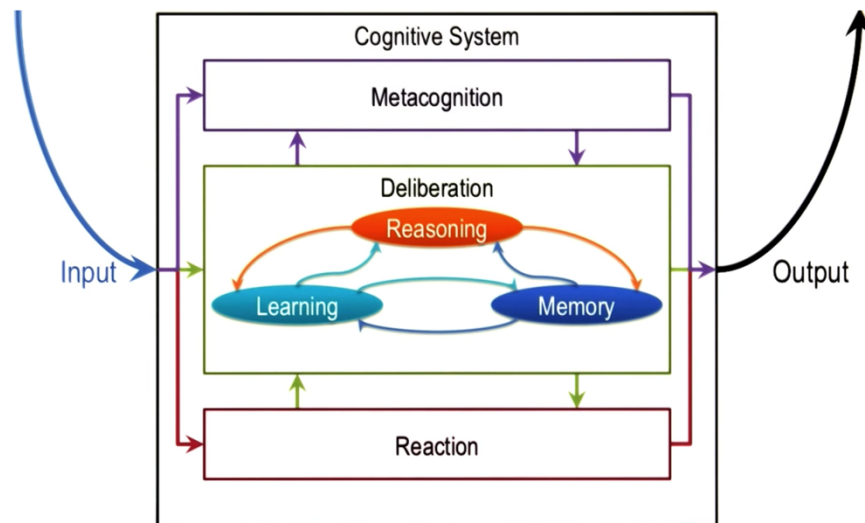 Cognitive System
Metacognition
Deliberation
Reasoning
Input
Learning
Memory
Output
Reaction